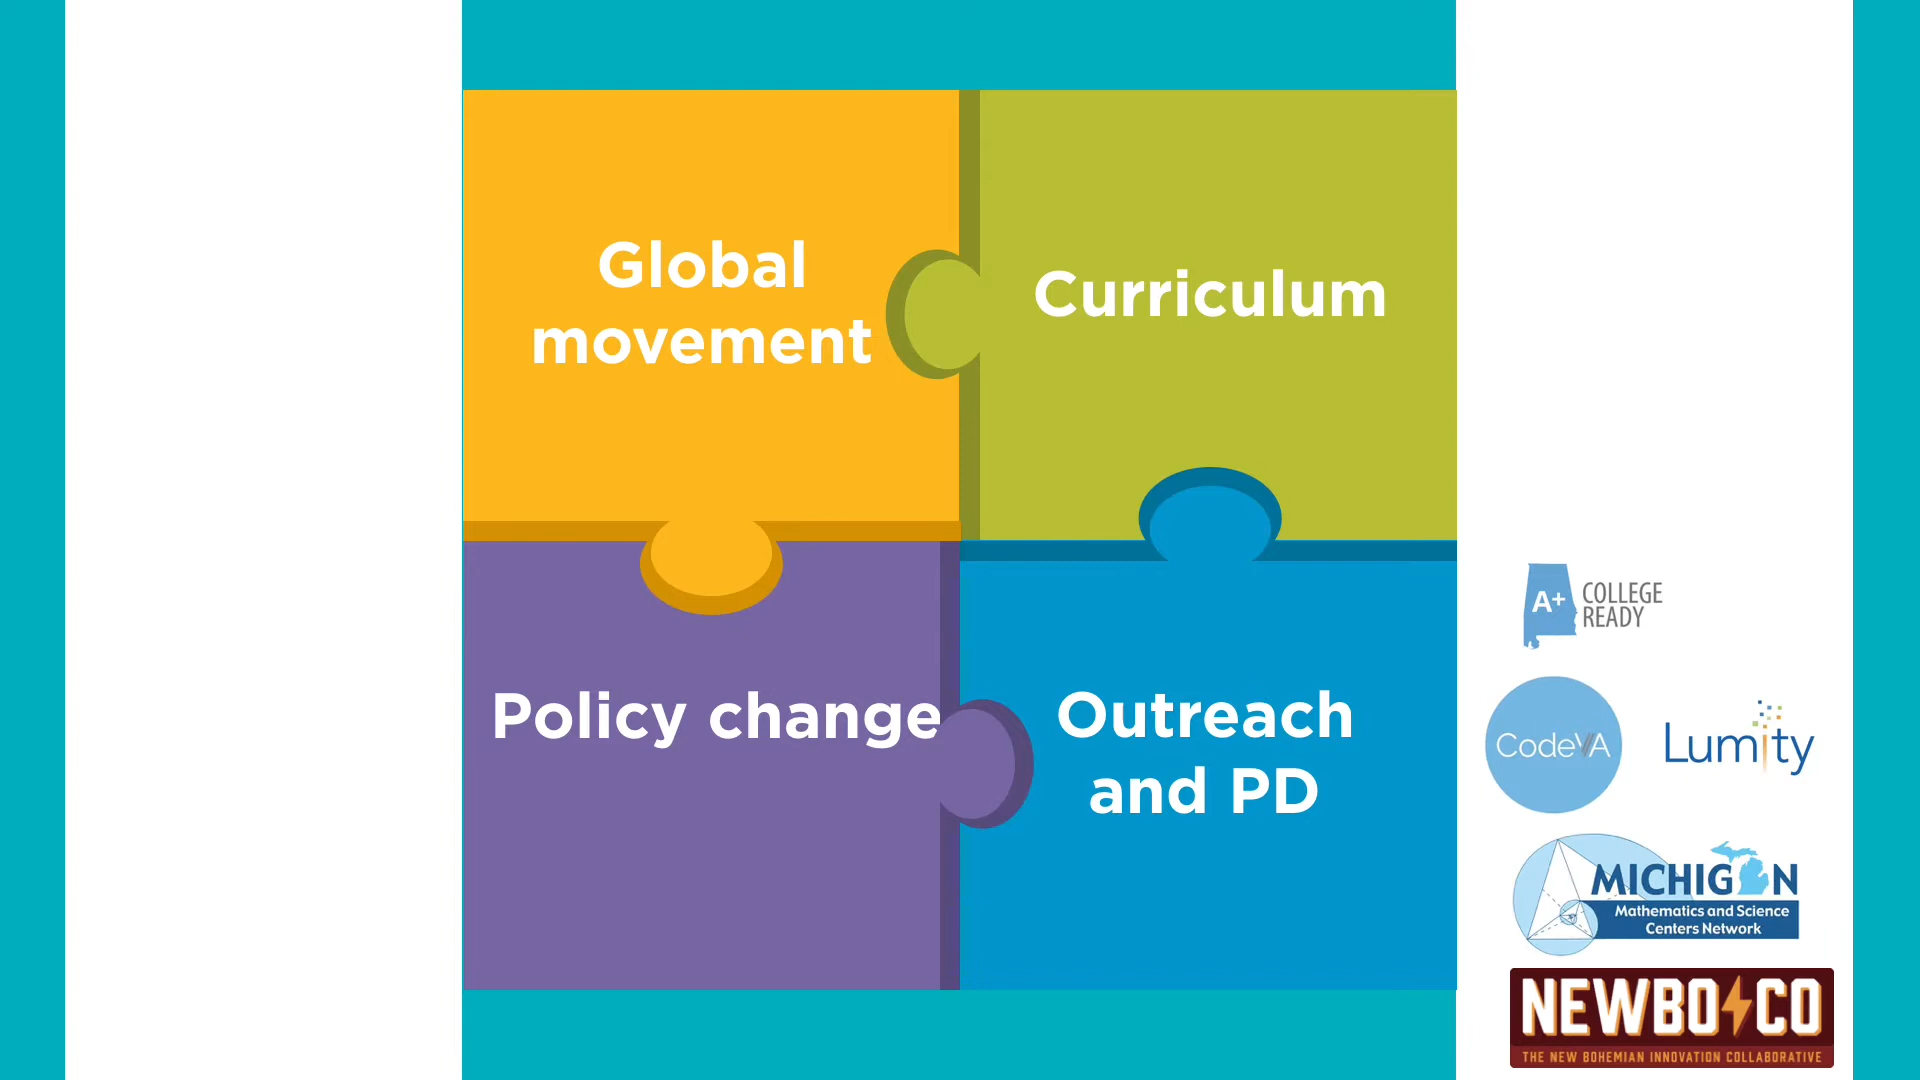 Global
movement
Curriculum
Policy change
Outreach
and PD
A+
COLLEGE
READY
CodeVA
Lumity
MICHIGAN
Mathematics and Science
Centers Network
NEWBOCO
THE NEW BOHEMIAN INNOVATION COLLABORATIVE